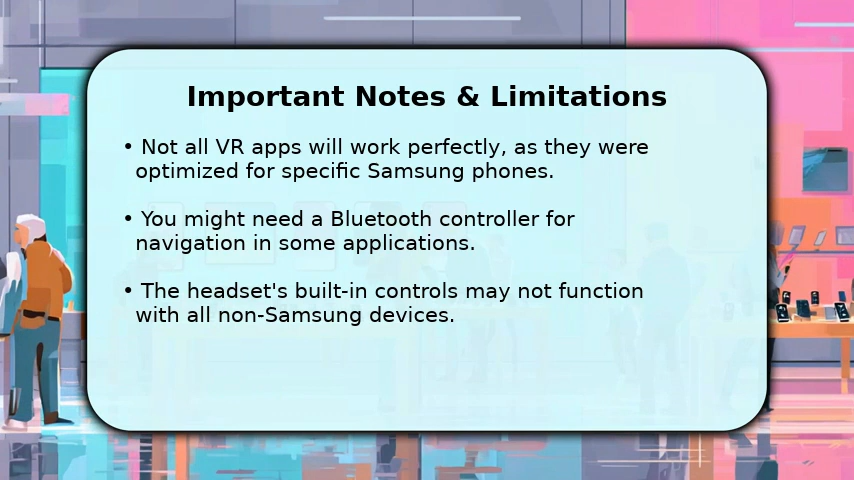 Important Notes & Limitations
• Not all VR apps will work perfectly, as they were
optimized for specific Samsung phones.
• You might need a Bluetooth controller for
navigation in some applications.
• The headset's built-in controls may not function
with all non-Samsung devices.